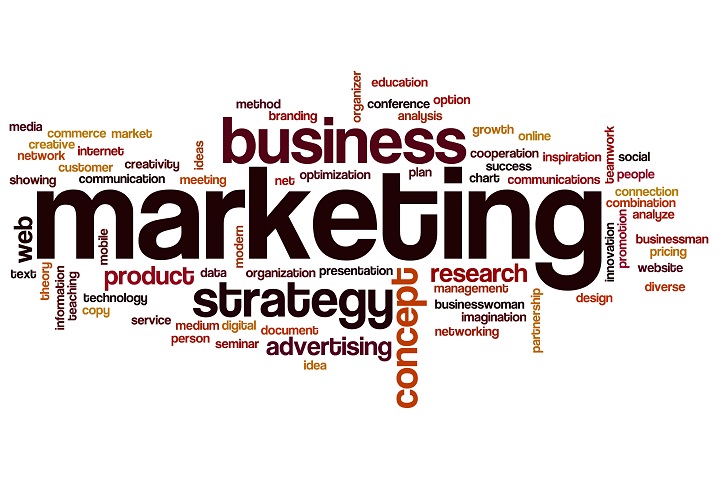 education
organizer
method
conference
option
branding
analysis
media
commerce
market
business
growth
online
creative
network
internet
ideas
teamwork
customer
creativity
cooperation
inspiration
social
success
showing
communication
meeting
net
optimization
plan
chart
communications
people
marketing
connection
combination
analyze
web
mobile
modern
innovation
promotion
businessman
pricing
text
theory
information
teaching
product
data
organization
presentation
concept
research
website
management
diverse
technology
copy
strategy
businesswoman
imagination
partnership
design
service
medium
digital
document
networking
person
seminar
advertising
idea